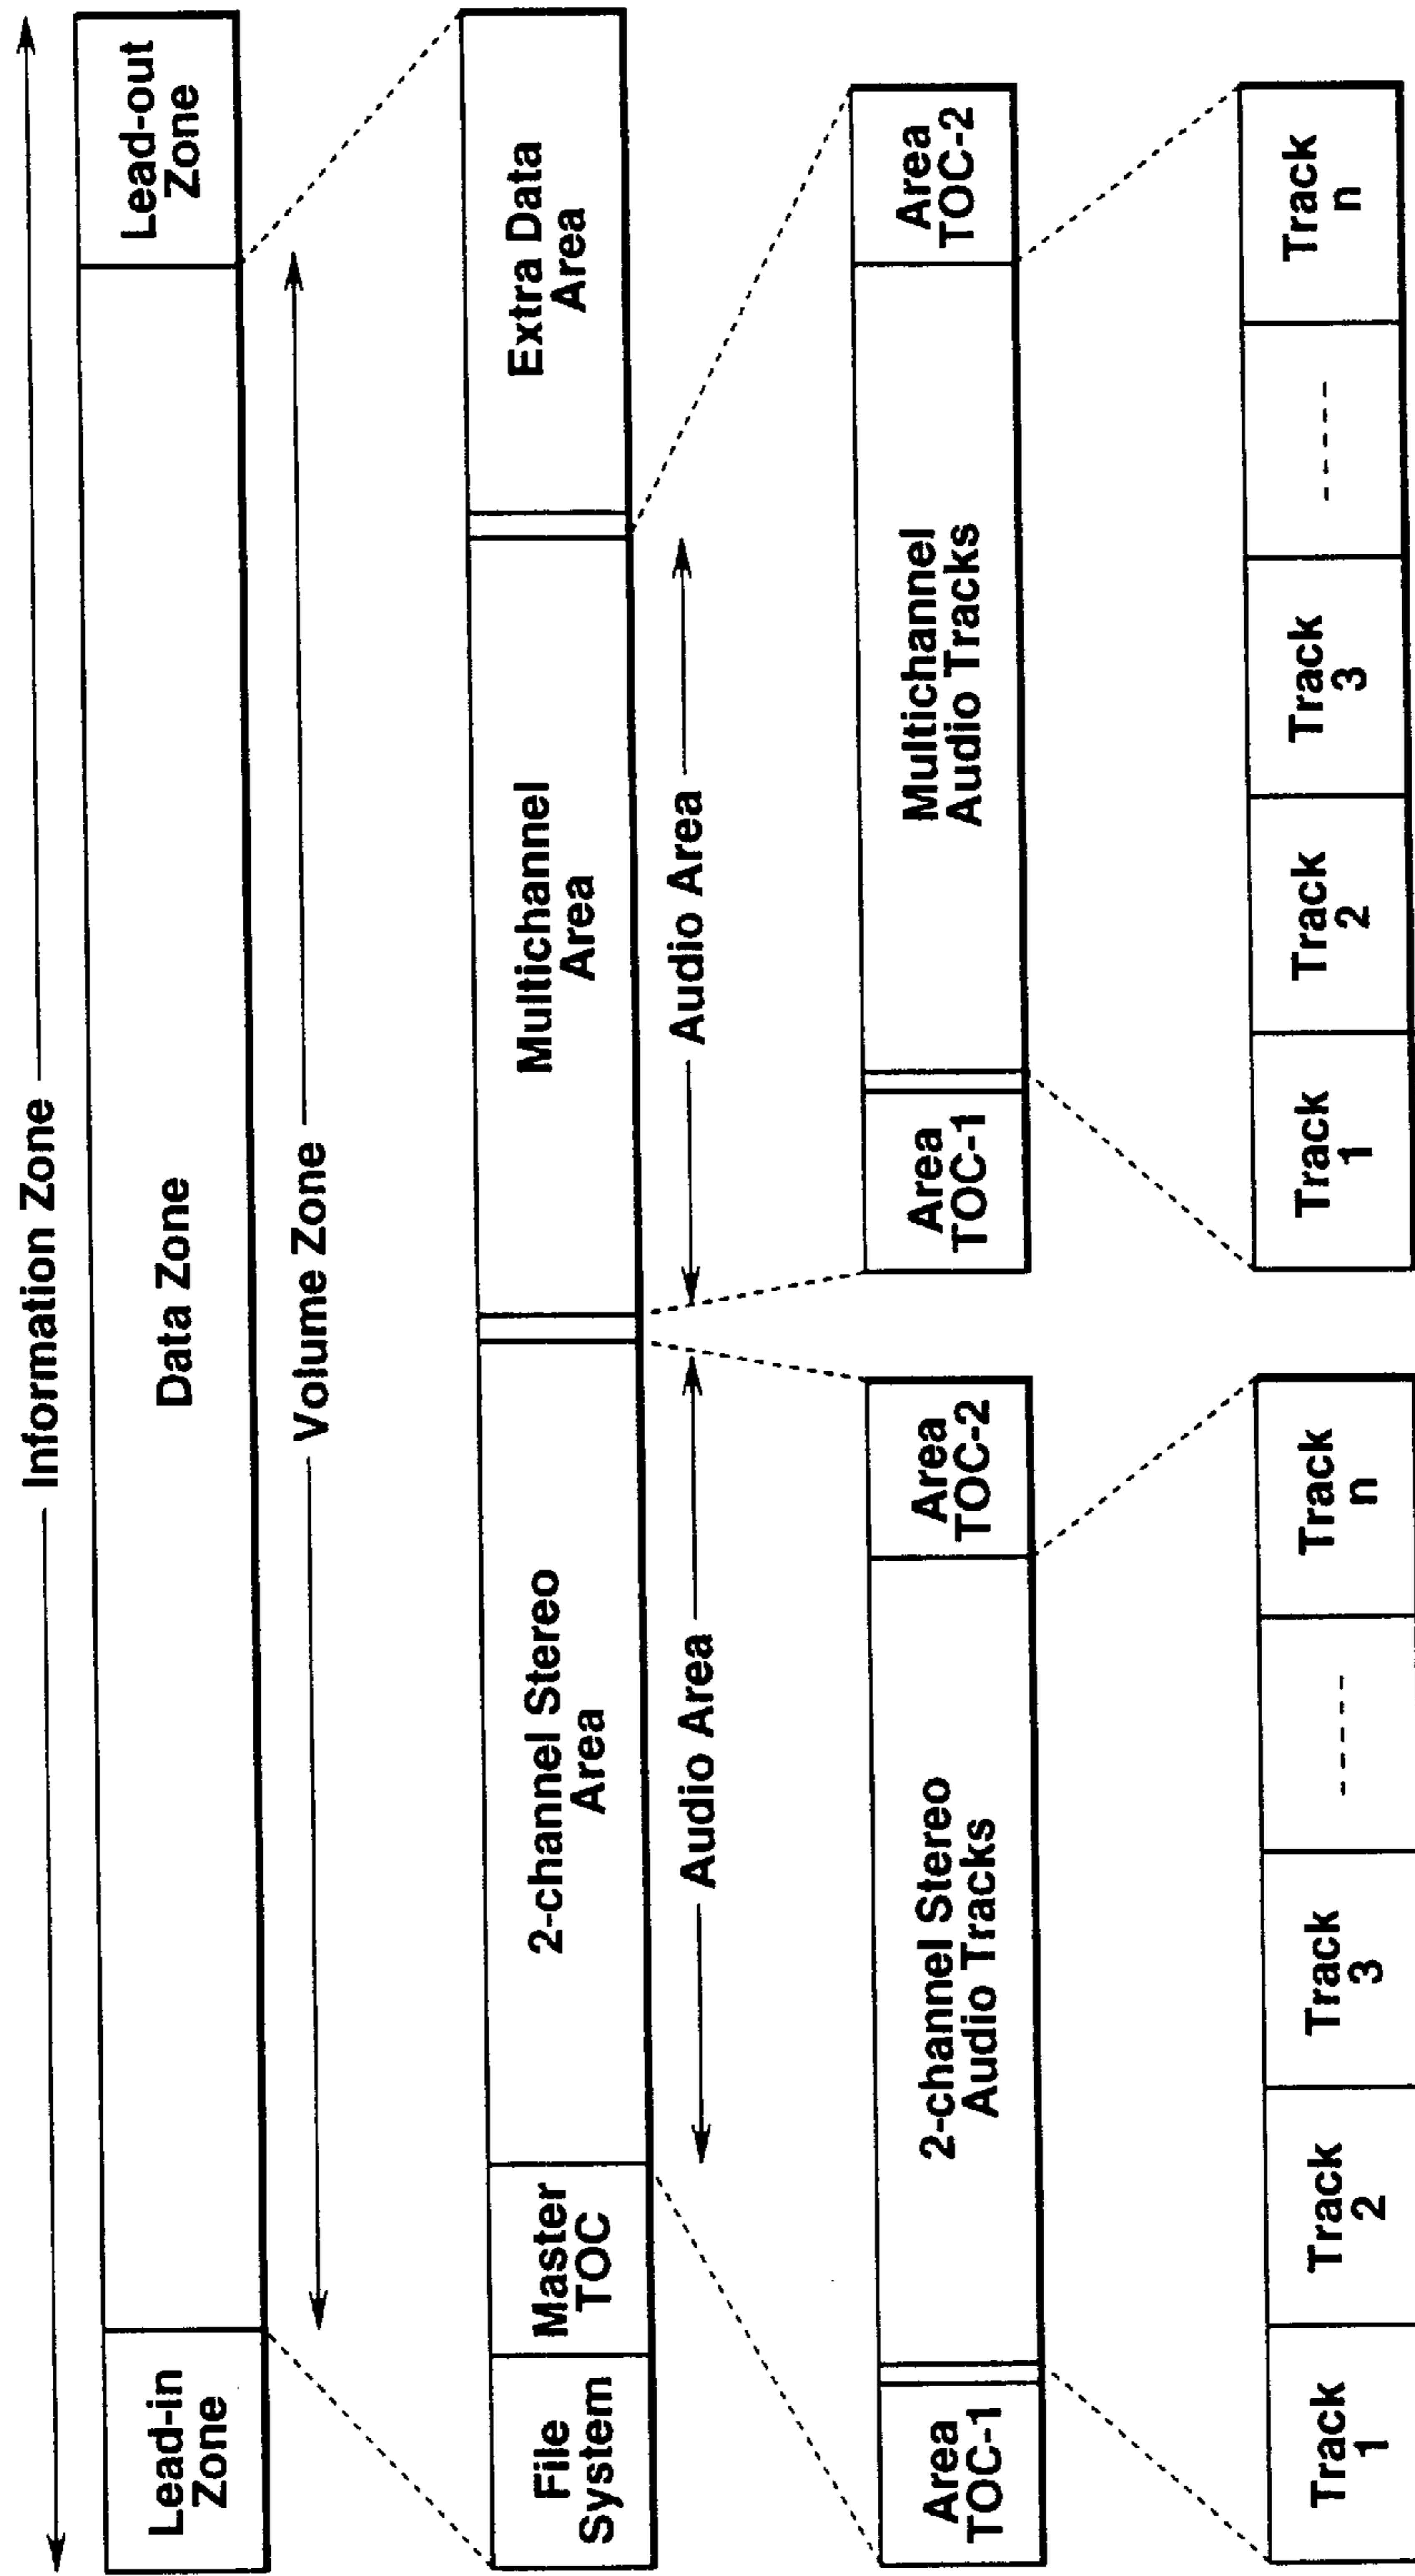 Information Zone
Lead-in
Zone
Data Zone
Lead-out
Zone
Volume Zone
File
System
Master
TOC
2-channel Stereo
Area
Multichannel
Area
Extra Data
Area
Audio Area
Audio Area
Area
TOC-1
2-channel Stereo
Audio Tracks
Area
TOC-2
Area
TOC-1
Multichannel
Audio Tracks
Area
TOC-2
Track
1
Track
2
Track
3
Track
n
Track
1
Track
2
Track
3
Track
n